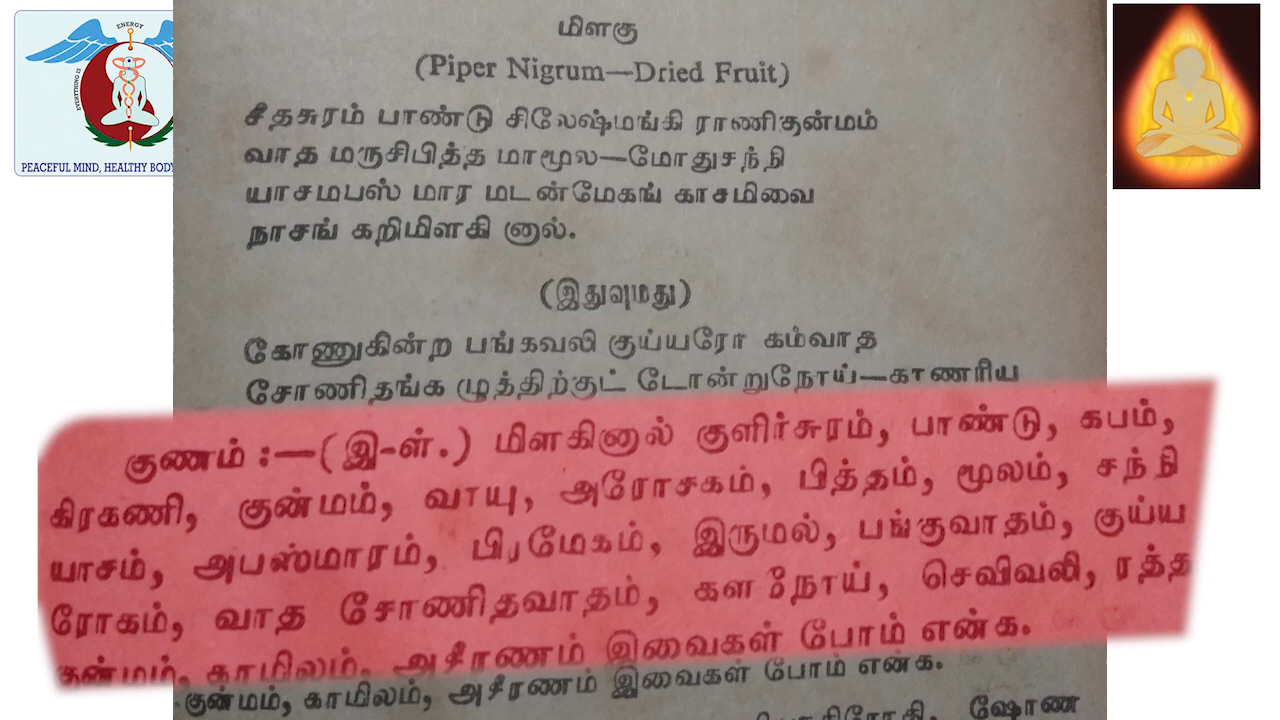 ENERGY
EVERYTHING IS
PEACEFUL MIND, HEALTHY BODY
மிளகு
(Piper Nigrum—Dried Fruit)
சீதசுரம் பாண்டு சிலேஷ்மங்கி ராணிகுன்மம்
வாத மருசிபித்த மாமூல—மோதுசந்நி
யாசமபஸ் மார மடன்மேகங் காசமிவை
நாசங் கறிமிளகி னால்.
(இதுவுமது)
கோணுகின்ற பங்கவலி குய்யரோ கம்வாத
சோணிதங்க ழுத்திற்குட் டோன்றுநோய்—காணரிய
குணம் :—(இ-ள்.) மிளகினால் குளிர்சுரம், பாண்டு, கபம்,
கிரகணி, குன்மம், வாயு, அரோசகம், பித்தம், மூலம், சந்நி
யாசம், அபஸ்மாரம், பிரமேகம், இருமல், பங்குவாதம், குய்ய
ரோகம், வாத சோணிதவாதம், களநோய், செவிவலி, ரத்த
குன்மம், காமிலம், அசீரணம் இவைகள் போம் என்க.
குன்மம், காமிலம், அசீரணம் இவைகள் போம் என்க.
ஷோண